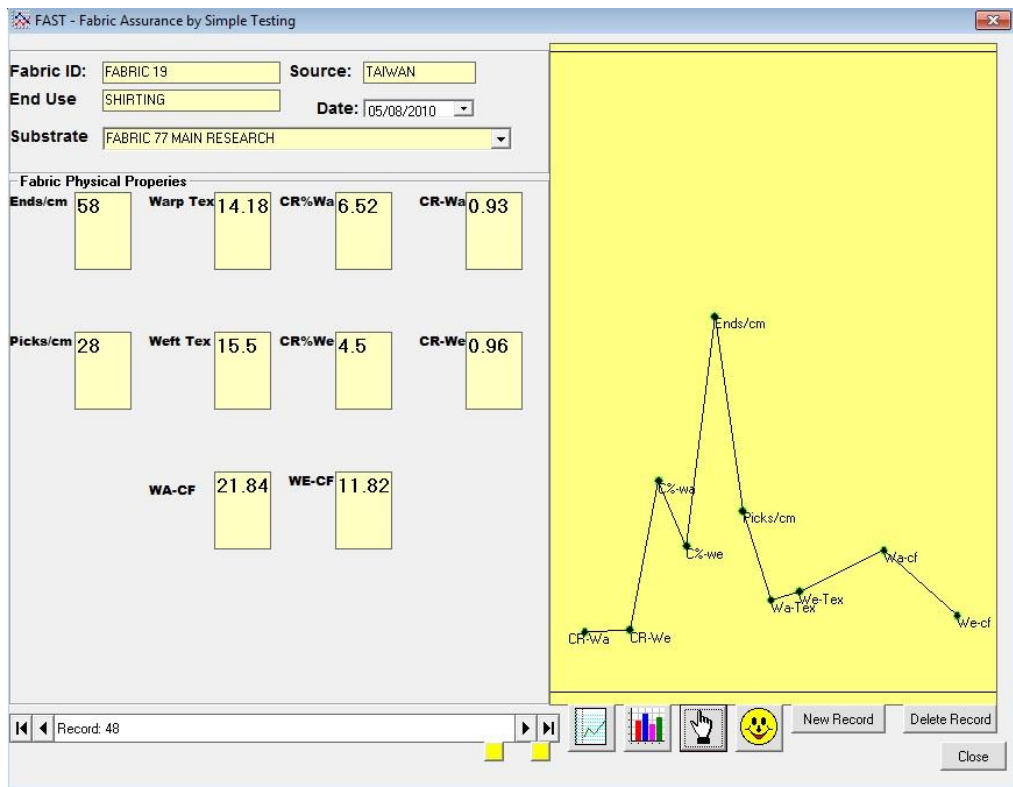 FAST - Fabric Assurance by Simple Testing
Fabric ID: FABRIC 19 Source: TAIWAN
End Use SHIRTING Date: 05/08/2010
Substrate FABRIC 77 MAIN RESEARCH
Fabric Physical Properies
Ends/cm 58 Warp Tex 14.18 CR%Wa 6.52 CR-Wa 0.93
Picks/cm 28 Weft Tex 15.5 CR%We 4.5 CR-We 0.96
WA-CF 21.84 WE-CF 11.82
Ends/cm
C%-wa
Picks/cm
C%-we
Wa-cf
We-Tex
Wa-Tex
We-cf
CR-Wa CR-We
Record: 48
New Record Delete Record
Close